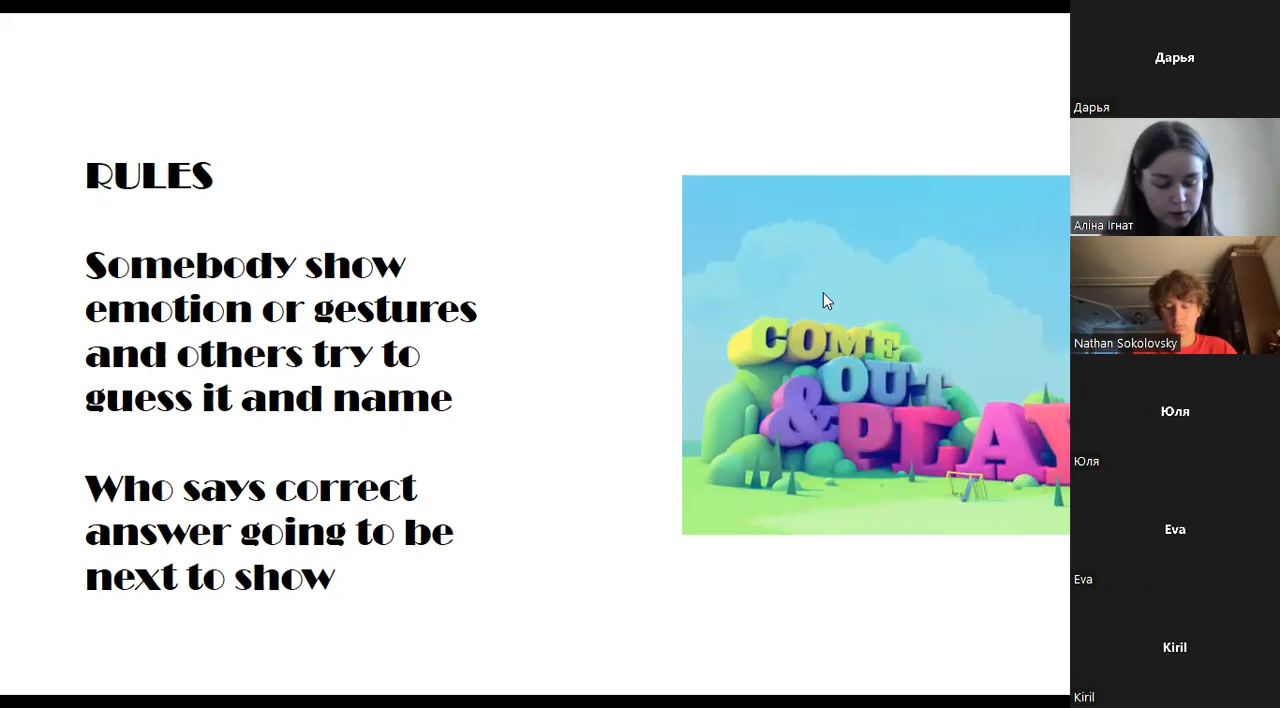 RULES
Somebody show
emotion or gestures
and others try to
guess it and name
Who says correct
answer going to be
next to show
COME
OUT
& PLAY
Дарья
Дарья
Аліна Ігнат
Nathan Sokolovsky
Юля
Юля
Eva
Eva
Kiril
Kiril